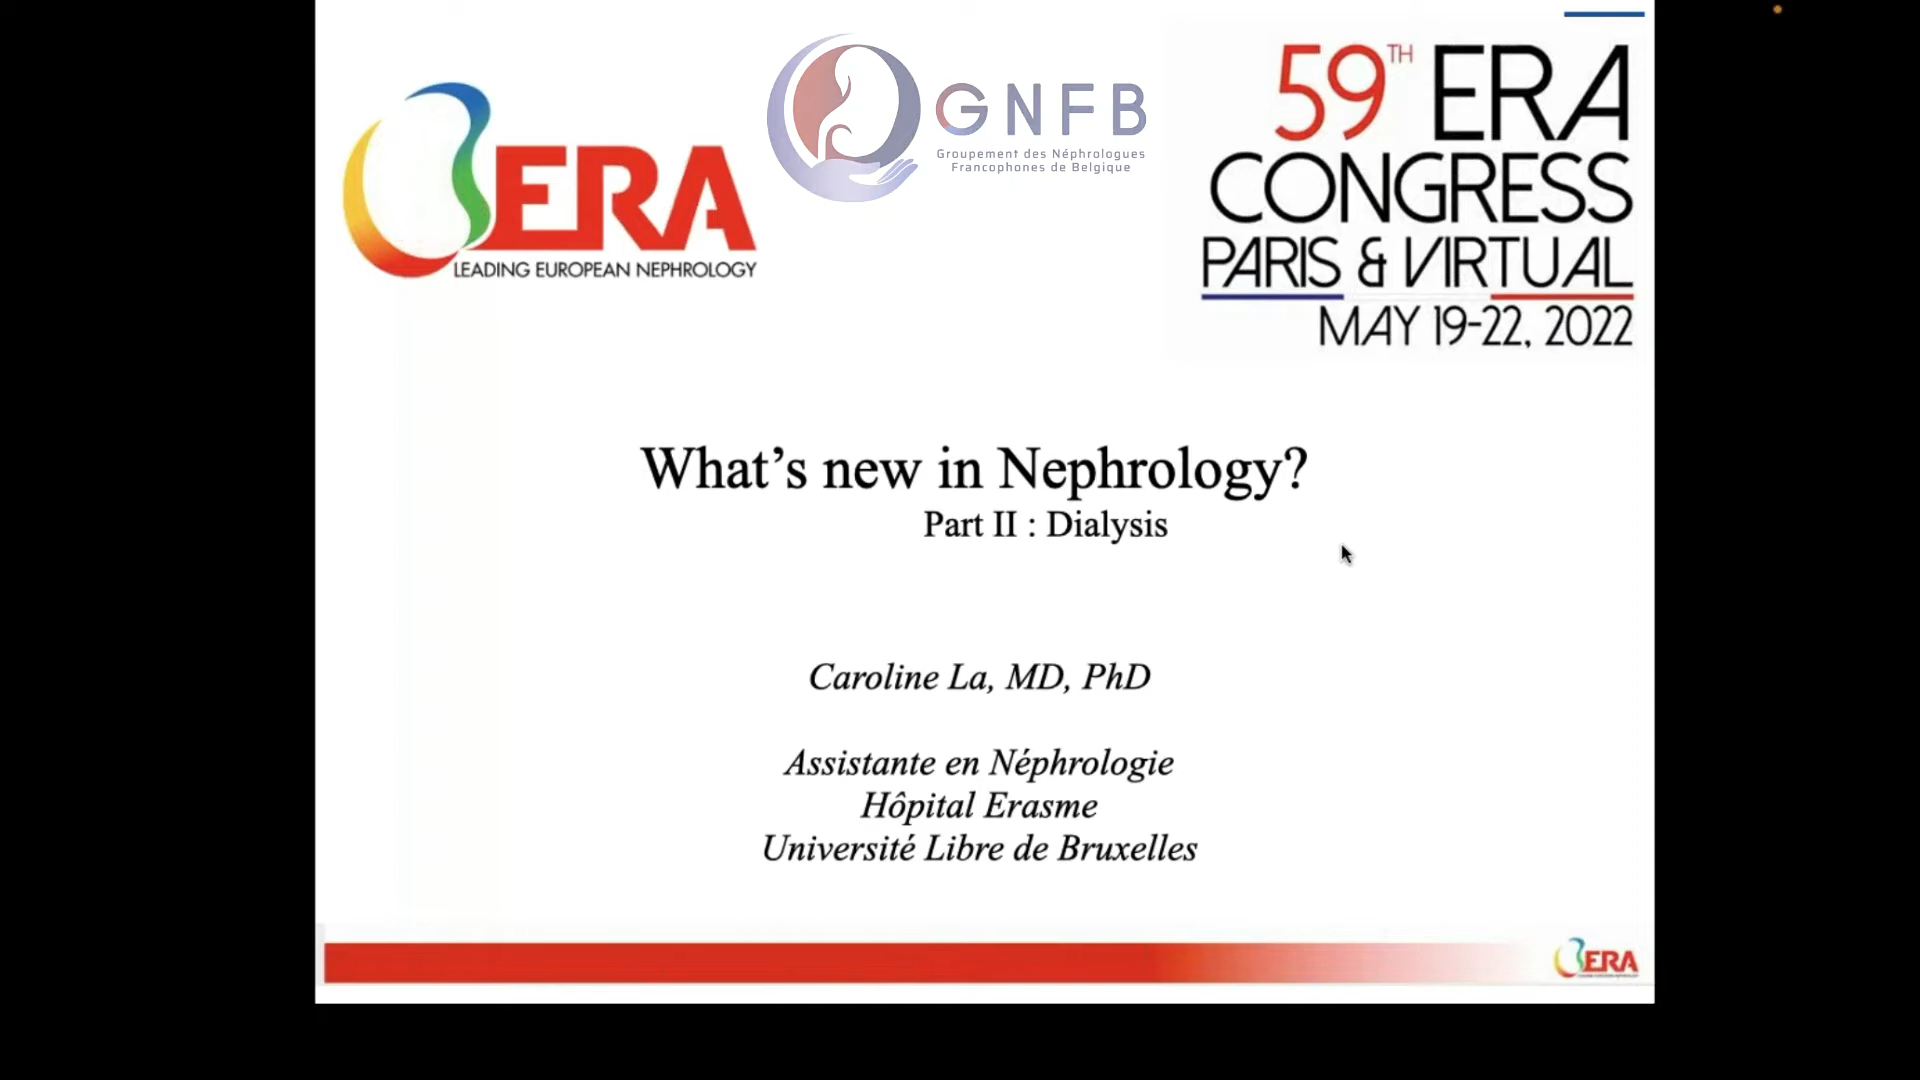 ERA
LEADING EUROPEAN NEPHROLOGY
GNFB
Groupement des Néphrologues
Francophones de Belgique
59TH ERA
CONGRESS
PARIS & VIRTUAL
MAY 19-22, 2022
What's new in Nephrology?
Part II : Dialysis
Caroline La, MD, PhD
Assistante en Néphrologie
Hôpital Erasme
Université Libre de Bruxelles
ERA